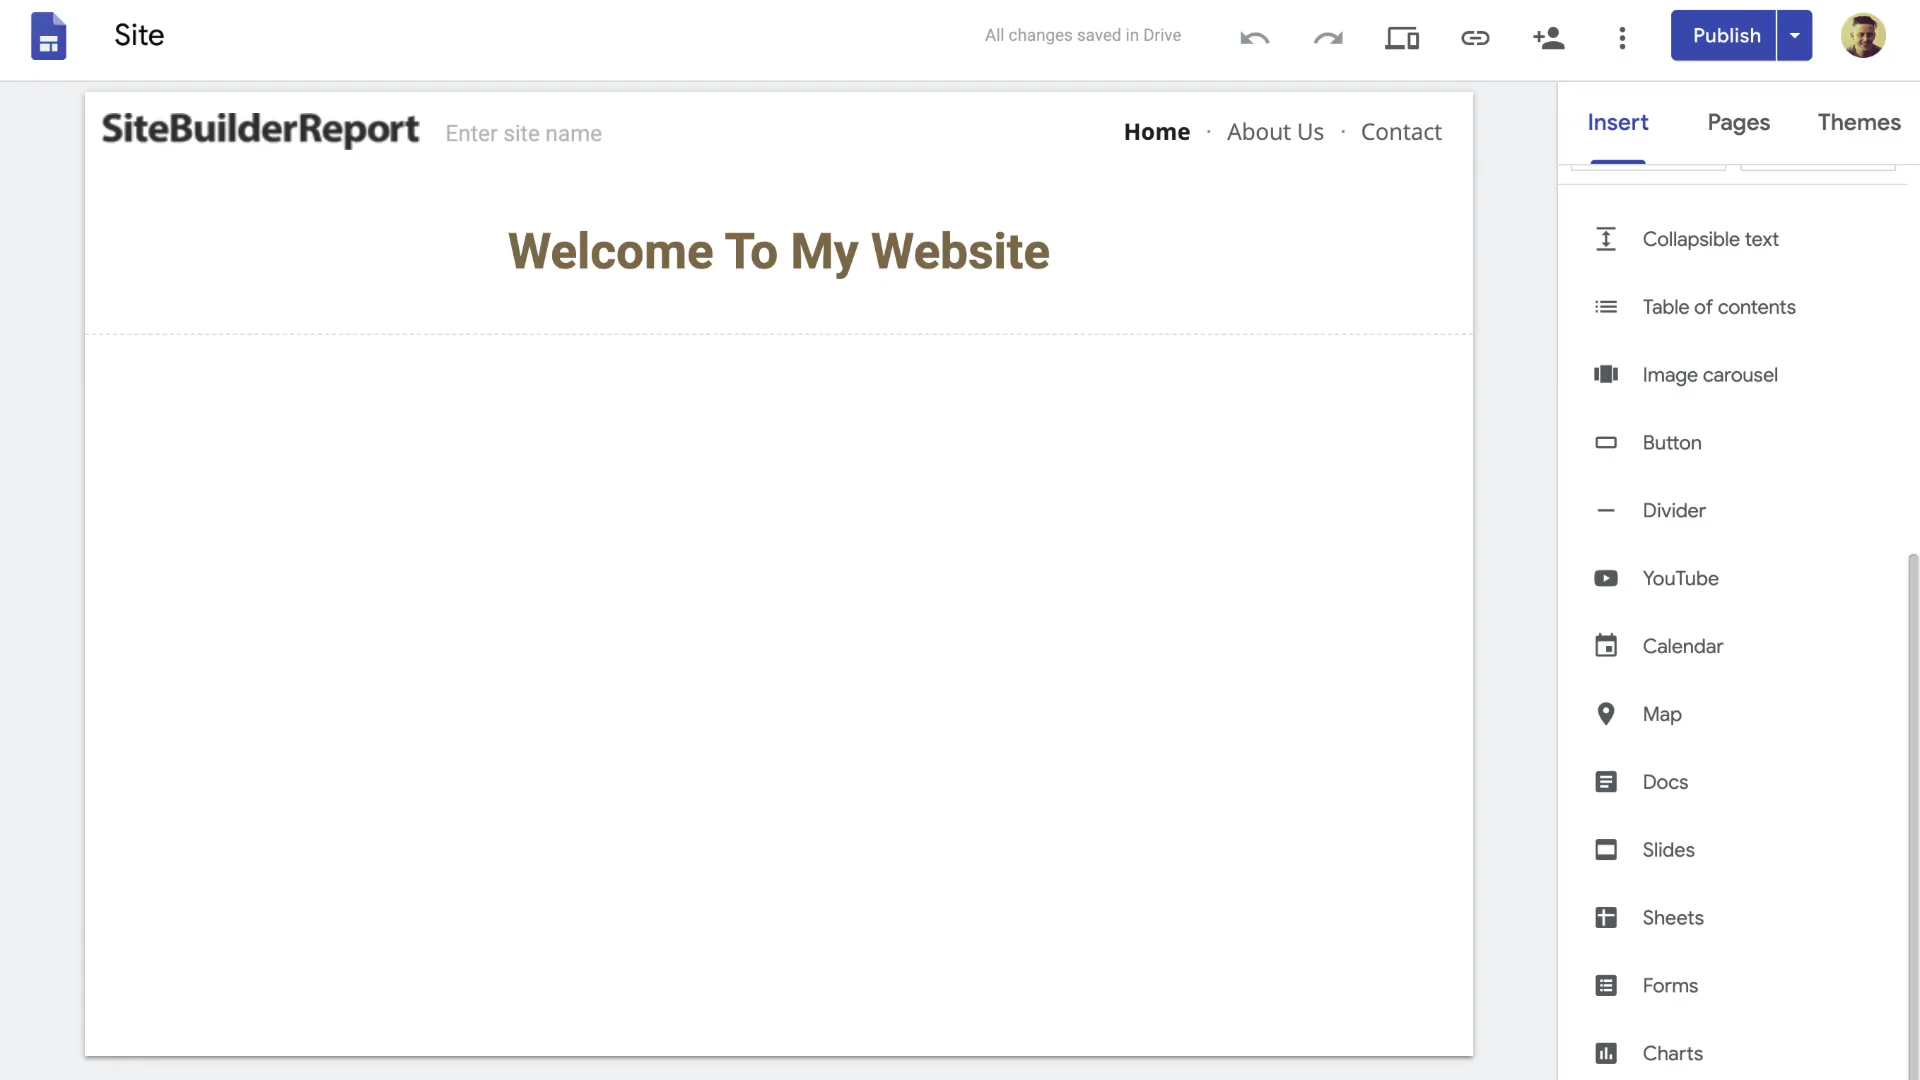 Site
All changes saved in Drive
Publish
SiteBuilderReport
Enter site name
Home · About Us · Contact
Welcome To My Website
Insert
Pages
Themes
Collapsible text
Table of contents
Image carousel
Button
Divider
YouTube
Calendar
Map
Docs
Slides
Sheets
Forms
Charts